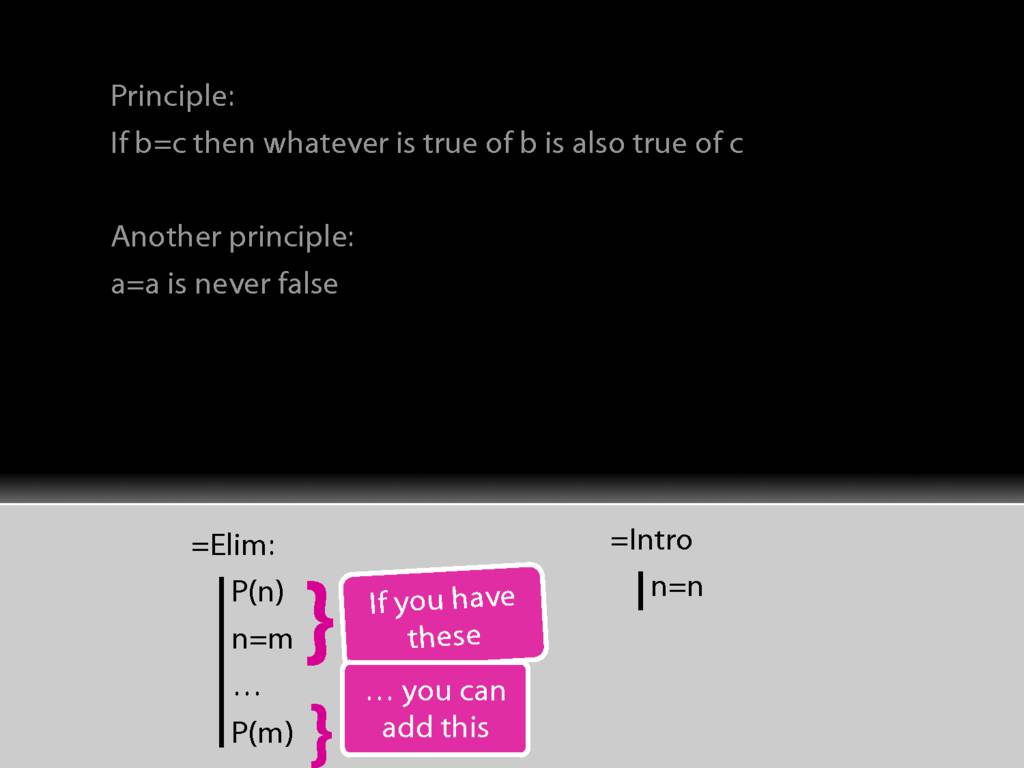 Principle:
If b=c then whatever is true of b is also true of c
Another principle:
a=a is never false
=Elim:
P(n)
n=m
…
P(m)
If you have
these
… you can
add this
=Intro
n=n